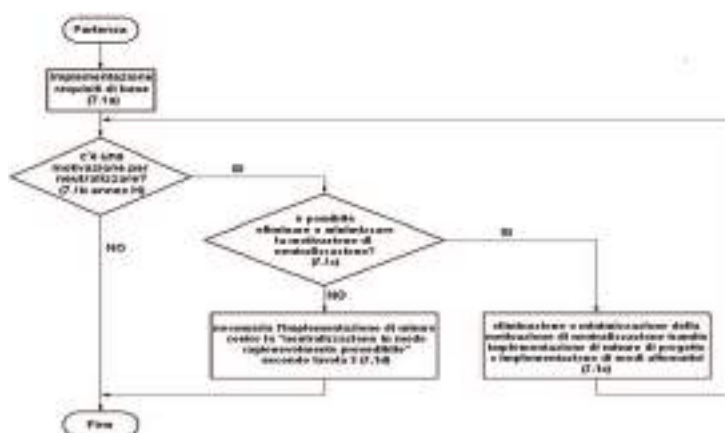 Partenza
implementazione
requisiti di base
(7.1a)
c'è una
motivazione per
neutralizzare?
(7.1b annex H)
SI
NO
è possibile
eliminare o minimizzare
la motivazione di
neutralizzazione?
(7.1c)
SI
NO
necessaria l'implementazione di misure
contro la "neutralizzazione in modo
ragionevolmente prevedibile"
secondo tavola 3 (7.1d)
eliminazione o minimizzazione della
motivazione di neutralizzazione tramite
implementazione di misure di progetto
o implementazione di modi alternativi
(7.1c)
Fine